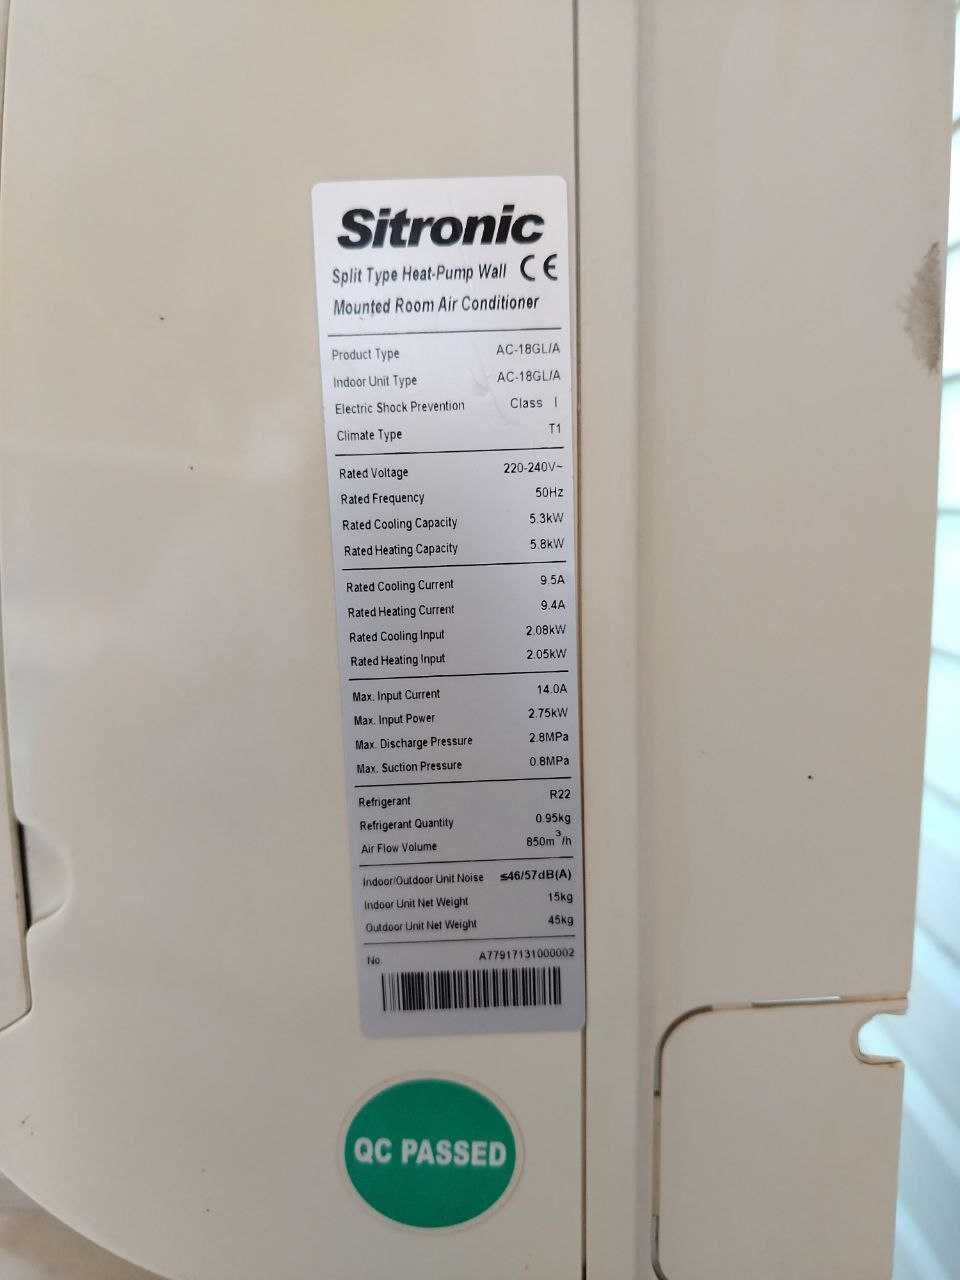 Sitronic
Split Type Heat-Pump Wall CE
Mounted Room Air Conditioner
Product Type AC-18GL/A
Indoor Unit Type AC-18GL/A
Electric Shock Prevention Class I
Climate Type T1
Rated Voltage 220-240V~
Rated Frequency 50Hz
Rated Cooling Capacity 5.3kW
Rated Heating Capacity 5.8kW
Rated Cooling Current 9.5A
Rated Heating Current 9.4A
Rated Cooling Input 2.08kW
Rated Heating Input 2.05kW
Max. Input Current 14.0A
Max. Input Power 2.75kW
Max. Discharge Pressure 2.8MPa
Max. Suction Pressure 0.8MPa
Refrigerant R22
Refrigerant Quantity 0.95kg
Air Flow Volume 850m³/h
Indoor/Outdoor Unit Noise ≤46/57dB(A)
Indoor Unit Net Weight 15kg
Outdoor Unit Net Weight 45kg
No. A77917131000002
QC PASSED